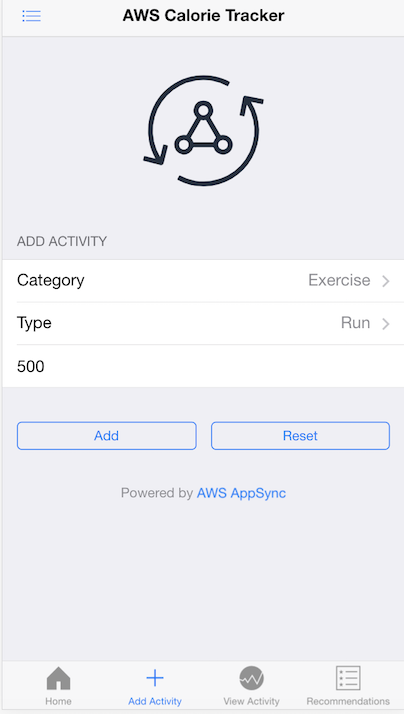 AWS Calorie Tracker
ADD ACTIVITY
Category Exercise
Type Run
500
Add Reset
Powered by AWS AppSync
Home Add Activity View Activity Recommendations